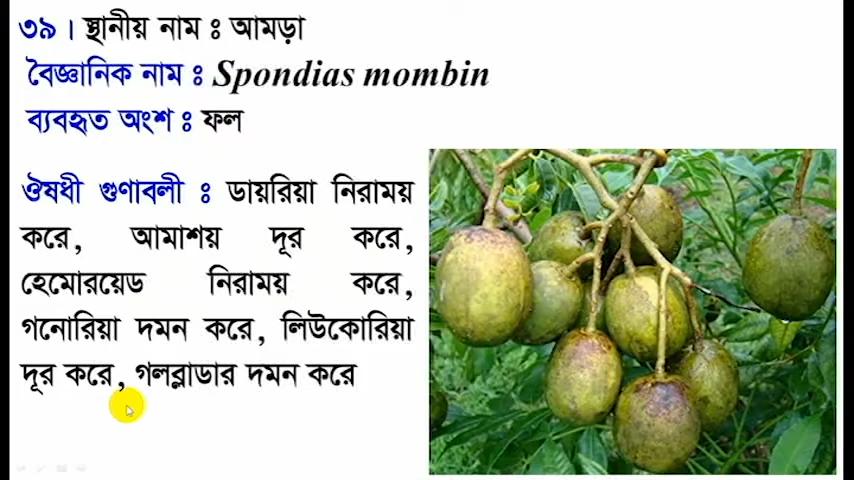 ৩৯। স্থানীয় নাম ঃ আমড়া
বৈজ্ঞানিক নাম ঃ Spondias mombin
ব্যবহৃত অংশ ঃ ফল
ঔষধী গুণাবলী ঃ ডায়রিয়া নিরাময়
করে, আমাশয় দূর করে,
হেমোরয়েড নিরাময় করে,
গনোরিয়া দমন করে, লিউকোরিয়া
দূর করে, গলব্লাডার দমন করে